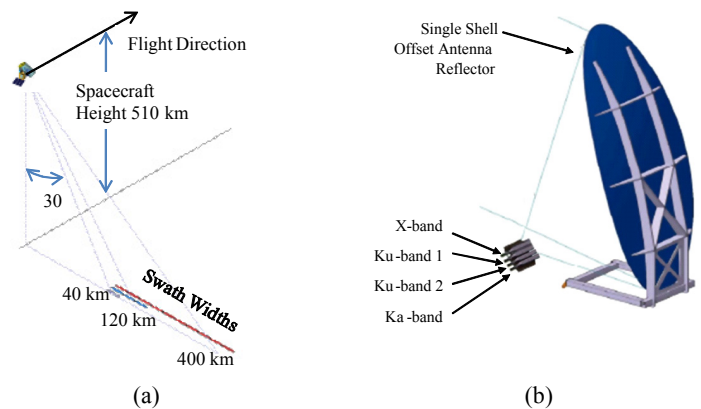 Flight Direction
Spacecraft
Height 510 km
30
Swath Widths
40 km
120 km
400 km
(a)
Single Shell
Offset Antenna
Reflector
X-band
Ku-band 1
Ku-band 2
Ka-band
(b)